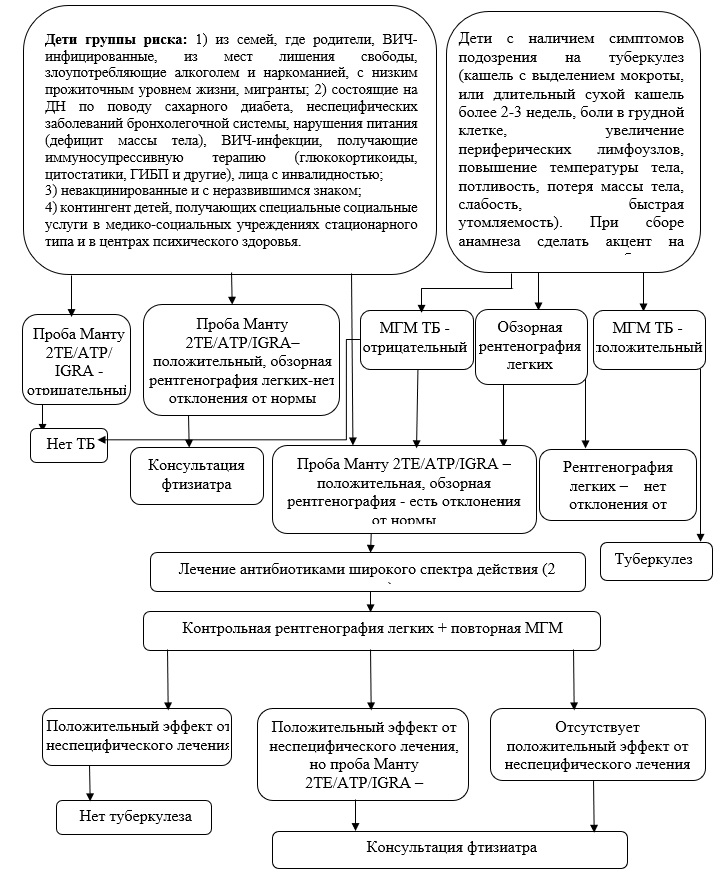 Дети группы риска: 1) из семей, где родители, ВИЧ-
инфицированные, из мест лишения свободы,
злоупотребляющие алкоголем и наркоманией, с низким
прожиточным уровнем жизни, мигранты; 2) состоящие на
ДН по поводу сахарного диабета, неспецифических
заболеваний бронхолегочной системы, нарушения питания
(дефицит массы тела), ВИЧ-инфекции, получающие
иммуносупрессивную терапию (глюкокортикоиды,
цитостатики, ГИБП и другие), лица с инвалидностью;
3) невакцинированные и с неразвившимся знаком;
4) контингент детей, получающих специальные социальные
услуги в медико-социальных учреждениях стационарного
типа и в центрах психического здоровья.
Дети с наличием симптомов
подозрения на туберкулез
(кашель с выделением мокроты,
или длительный сухой кашель
более 2-3 недель, боли в грудной
клетке, увеличение
периферических лимфоузлов,
повышение температуры тела,
потливость, потеря массы тела,
слабость, быстрая
утомляемость). При сборе
анамнеза сделать акцент на
Проба Манту
2ТЕ/АТР/
IGRA -
отрицательный
Проба Манту
2ТЕ/АТР/IGRA–
положительный, обзорная
рентгенография легких-нет
отклонения от нормы
МГМ ТБ -
отрицательный
Обзорная
рентенография
легких
МГМ ТБ -
положительный
Нет ТБ
Консультация
фтизиатра
Проба Манту 2ТЕ/АТР/IGRA –
положительная, обзорная
рентгенография - есть отклонения
от нормы
Рентгенография
легких – нет
отклонения от
Туберкулез
Лечение антибиотиками широкого спектра действия (2
Контрольная рентгенография легких + повторная МГМ
Положительный эффект от
неспецифического лечения
Положительный эффект от
неспецифического лечения,
но проба Манту
2ТЕ/АТР/IGRA –
Отсутствует
положительный эффект от
неспецифического лечения
Нет туберкулеза
Консультация фтизиатра